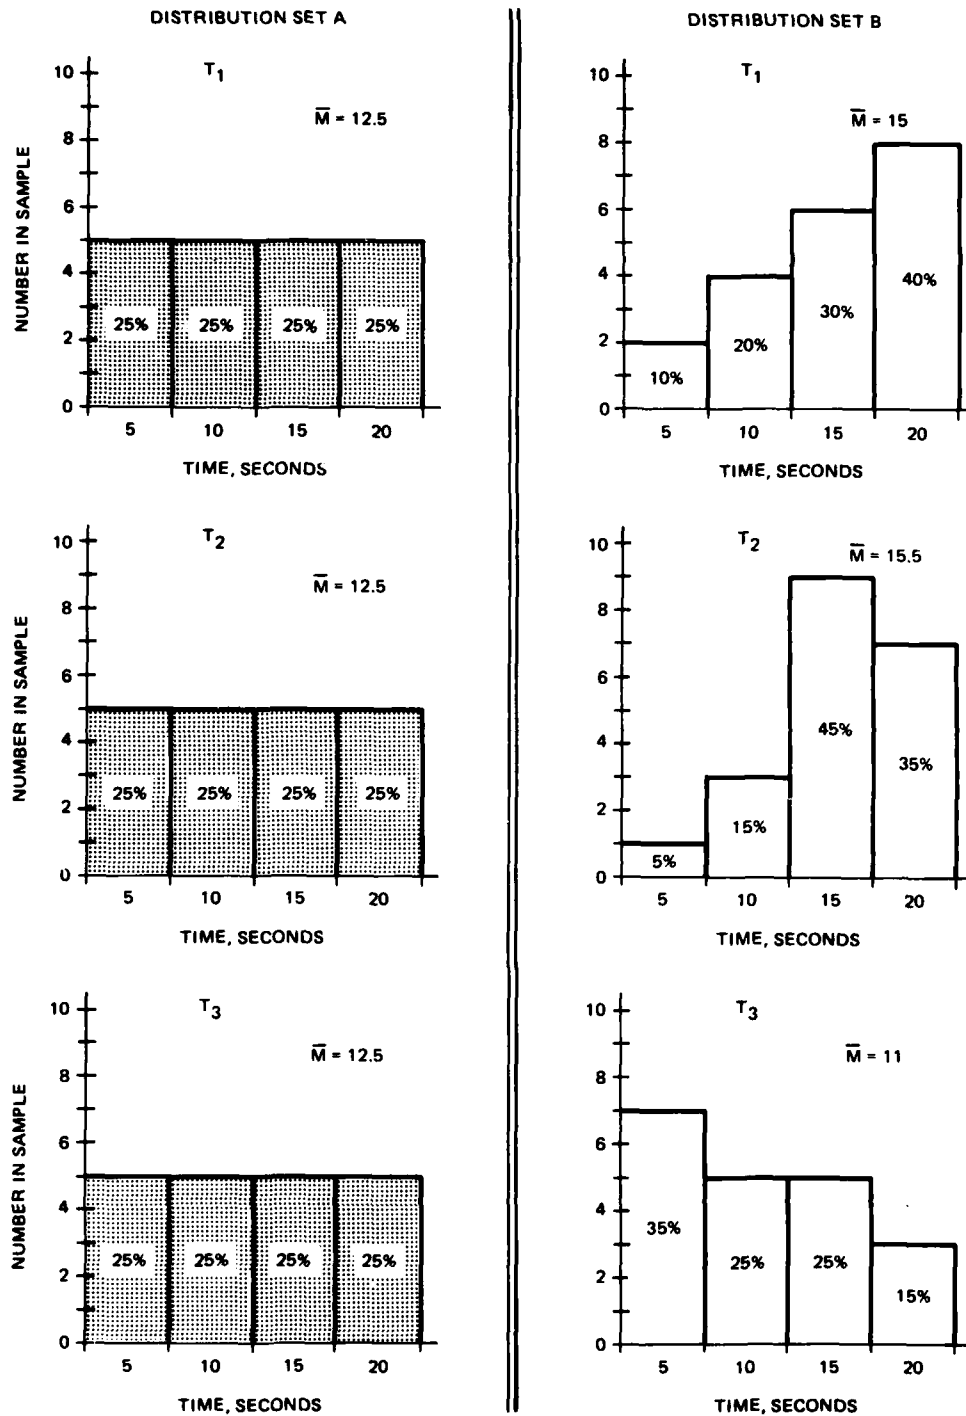 DISTRIBUTION SET A
T1
M̅ = 12.5
NUMBER IN SAMPLE
10
8
6
4
2
0
25% 25% 25% 25%
5 10 15 20
TIME, SECONDS
T2
M̅ = 12.5
NUMBER IN SAMPLE
10
8
6
4
2
0
25% 25% 25% 25%
5 10 15 20
TIME, SECONDS
T3
M̅ = 12.5
NUMBER IN SAMPLE
10
8
6
4
2
0
25% 25% 25% 25%
5 10 15 20
TIME, SECONDS
DISTRIBUTION SET B
T1
M̅ = 15
10
8
6
4
2
0
10% 20% 30% 40%
5 10 15 20
TIME, SECONDS
T2
M̅ = 15.5
10
8
6
4
2
0
5% 15% 45% 35%
5 10 15 20
TIME, SECONDS
T3
M̅ = 11
10
8
6
4
2
0
35% 25% 25% 15%
5 10 15 20
TIME, SECONDS